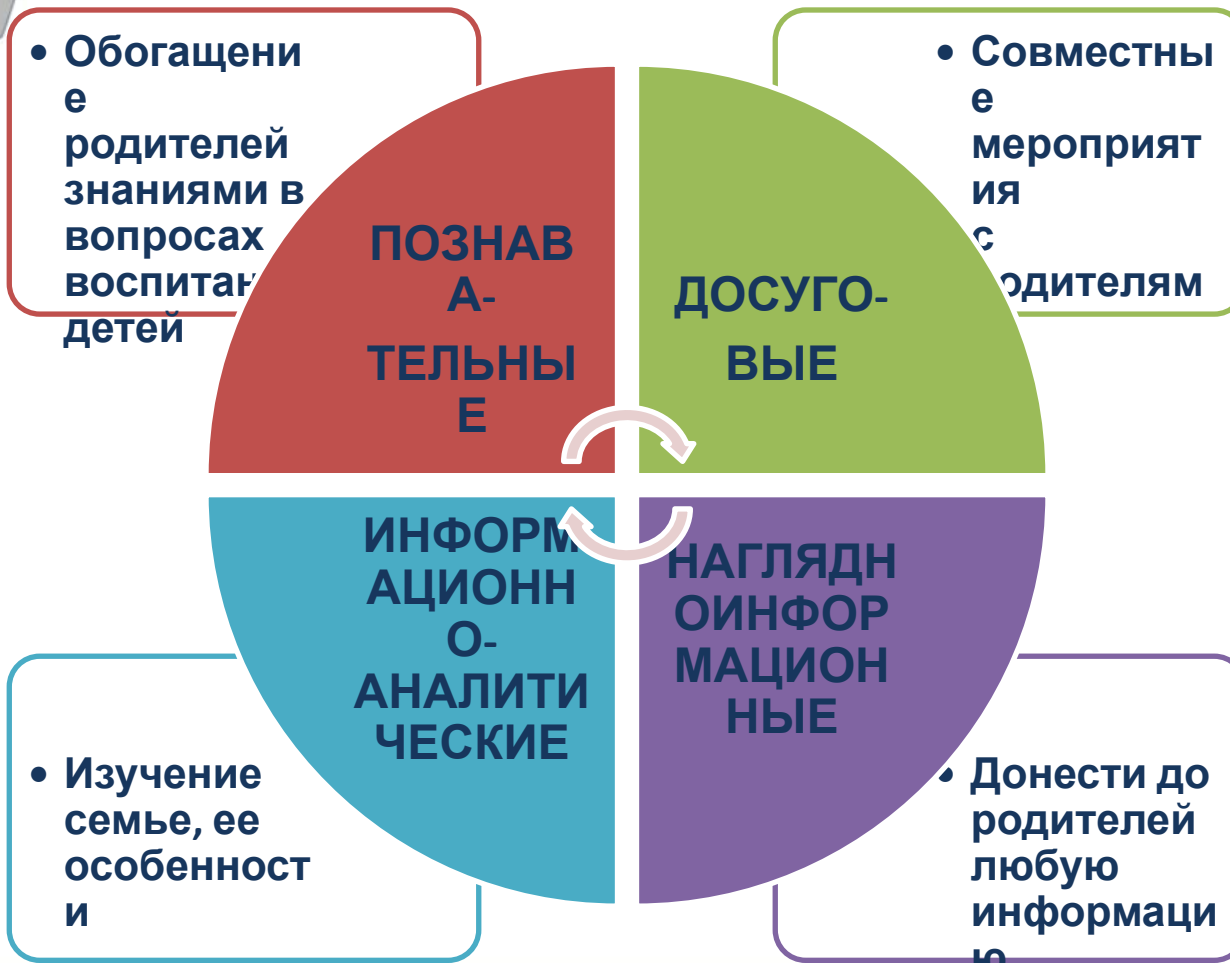 • Обогащени
е
родителей
знаниями в
вопросах
воспитан
детей
ПОЗНАВ
А-
ТЕЛЬНЫ
Е
• Совместны
е
мероприят
ия
с
одителям
ДОСУГО-
ВЫЕ
ИНФОРМ
АЦИОНН
О-
АНАЛИТИ
ЧЕСКИЕ
• Изучение
семье, ее
особенност
и
НАГЛЯДН
ОИНФОР
МАЦИОН
НЫЕ
• Донести до
родителей
любую
информаци
ю